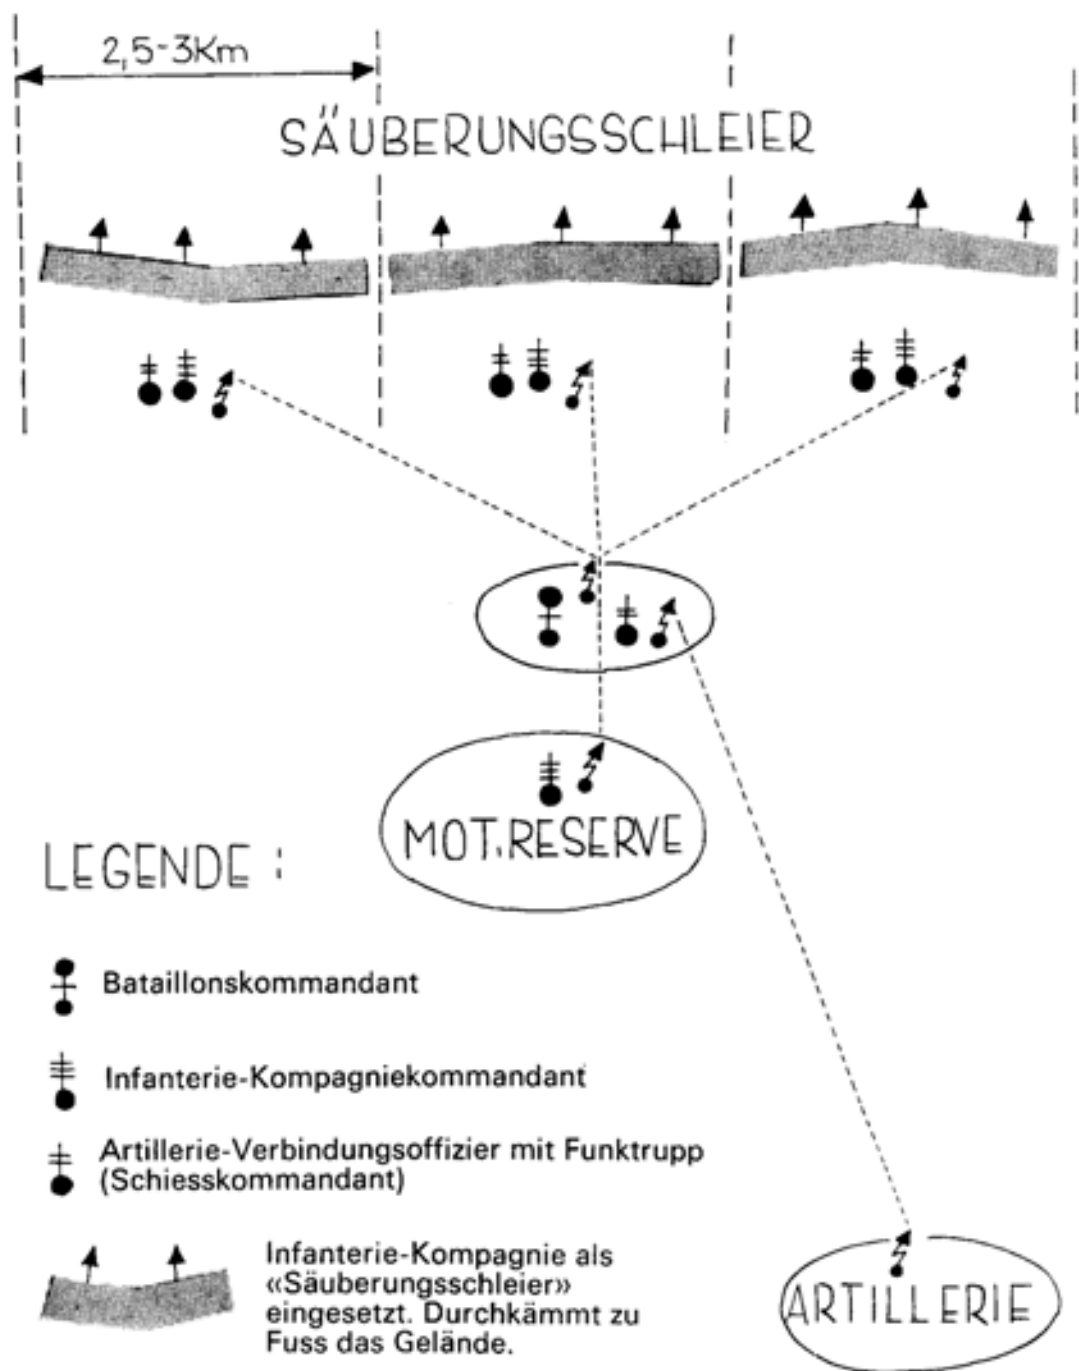 2,5-3Km
SÄUBERUNGSSCHLEIER
MOT.RESERVE
LEGENDE :
Bataillonskommandant
Infanterie-Kompagniekommandant
Artillerie-Verbindungsoffizier mit Funktrupp
(Schiesskommandant)
Infanterie-Kompagnie als
«Säuberungsschleier»
eingesetzt. Durchkämmt zu
Fuss das Gelände.
ARTILLERIE